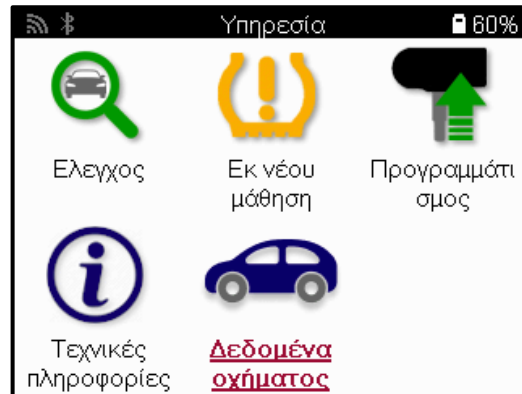 Υπηρεσία 60%
Ελεγχος Εκ νέου Προγραμμάτι
μάθηση σμος
Τεχνικές Δεδομένα
πληροφορίες οχήματος